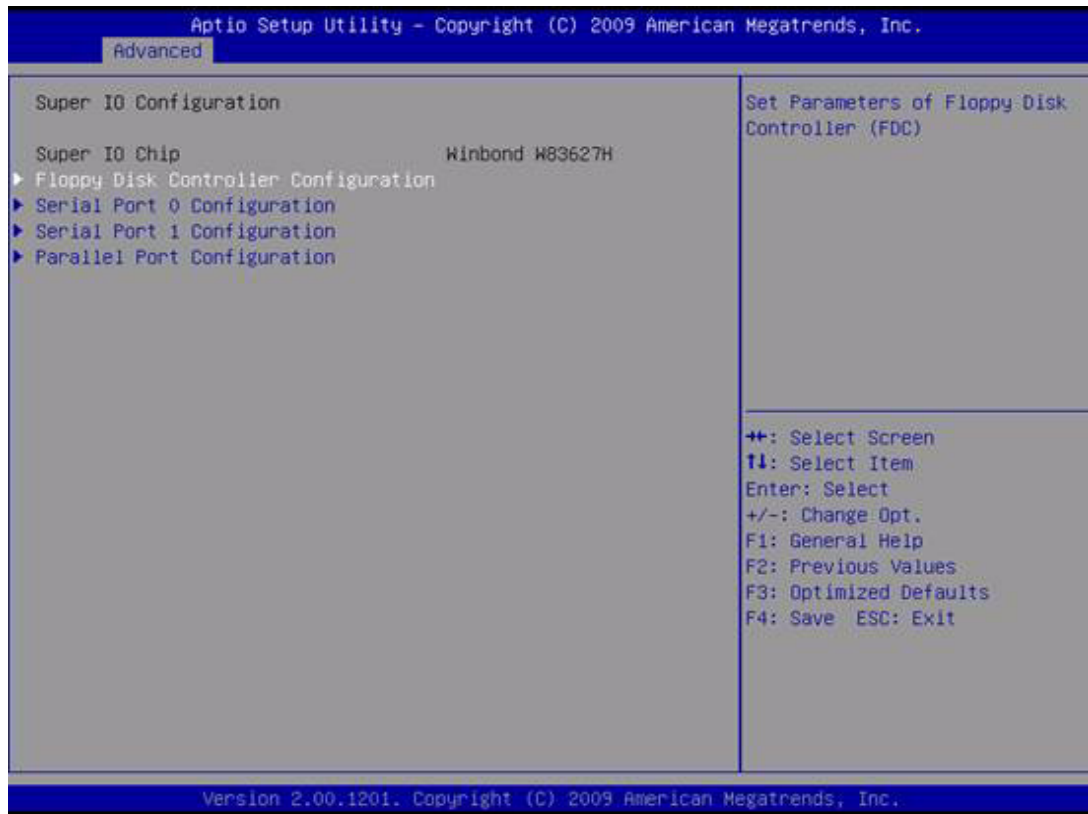 Aptio Setup Utility – Copyright (C) 2009 American Megatrends, Inc.
Advanced
Super IO Configuration
Super IO Chip Winbond W83627H
Floppy Disk Controller Configuration
Serial Port 0 Configuration
Serial Port 1 Configuration
Parallel Port Configuration
Set Parameters of Floppy Disk
Controller (FDC)
→←: Select Screen
↑↓: Select Item
Enter: Select
+/-: Change Opt.
F1: General Help
F2: Previous Values
F3: Optimized Defaults
F4: Save ESC: Exit
Version 2.00.1201. Copyright (C) 2009 American Megatrends, Inc.